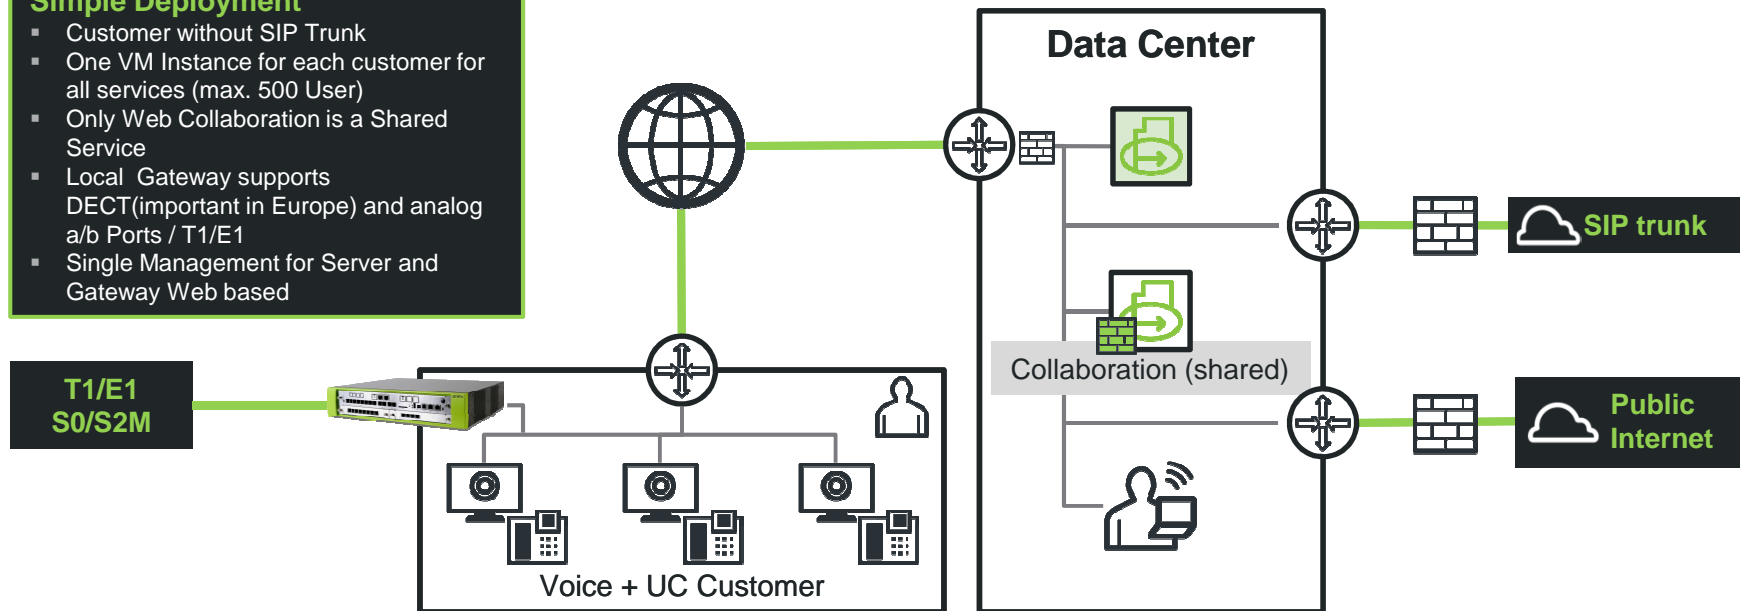 Simple Deployment
▪ Customer without SIP Trunk
▪ One VM Instance for each customer for
all services (max. 500 User)
▪ Only Web Collaboration is a Shared
Service
▪ Local Gateway supports
DECT(important in Europe) and analog
a/b Ports / T1/E1
▪ Single Management for Server and
Gateway Web based
Data Center
SIP trunk
Collaboration (shared)
T1/E1
S0/S2M
Public
Internet
Voice + UC Customer